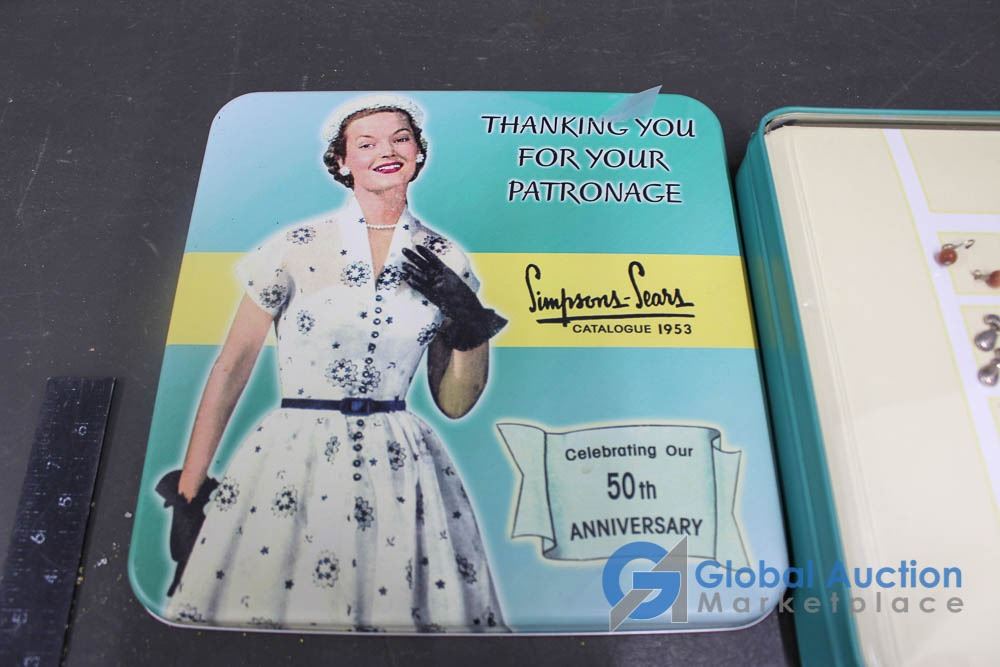 THANKING YOU
FOR YOUR
PATRONAGE
Simpsons-Sears
CATALOGUE 1953
Celebrating Our
50th
ANNIVERSARY
Global Auction
Marketplace